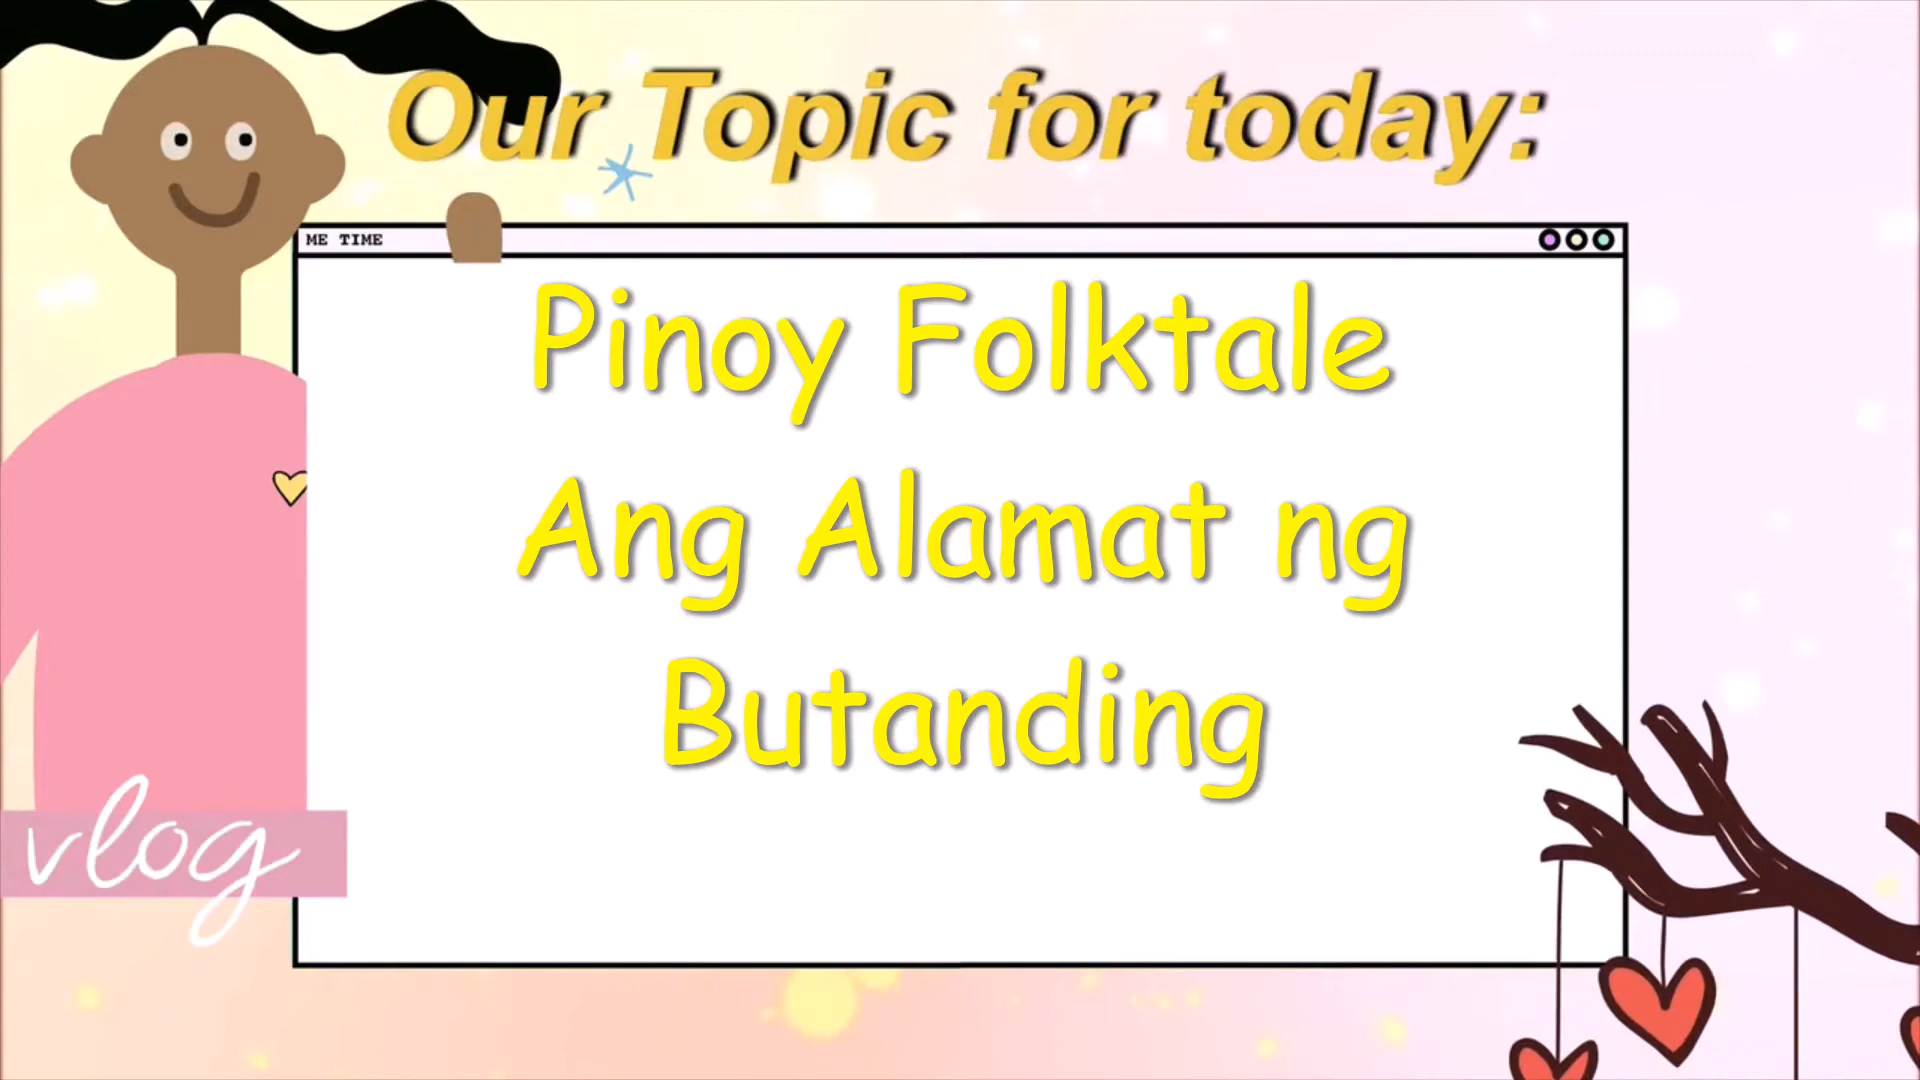 Our Topic for today:
ME TIME
Pinoy Folktale
Ang Alamat ng
Butanding
vlog